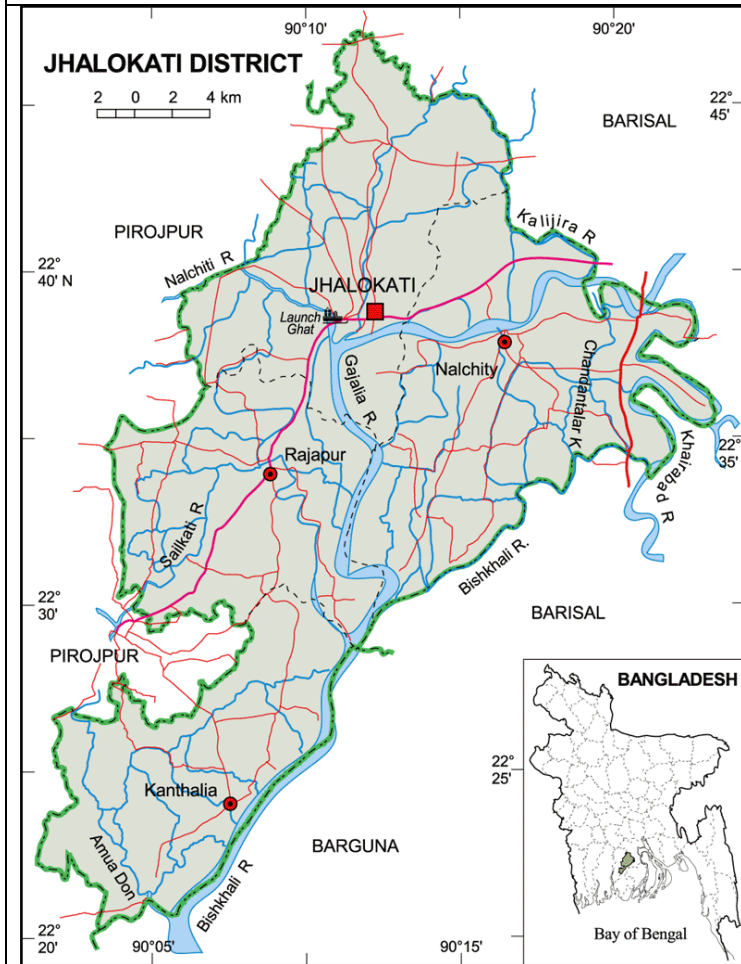 90°10' 90°20'
JHALOKATI DISTRICT
2 0 2 4 km
22°
45'
BARISAL
PIROJPUR
Kalijira R
Nalchiti R
22°
40' N
JHALOKATI
Launch
Ghat
Gajalia R
Nalchity
Chandantalar K
Khairabad R
22°
35'
Rajapur
Sailkati R
Bishkhali R.
22°
30'
BARISAL
PIROJPUR
BANGLADESH
22°
25'
Kanthalia
BARGUNA
Amua Don
Bishkhali R
Bay of Bengal
22°
20'
90°05' 90°15'